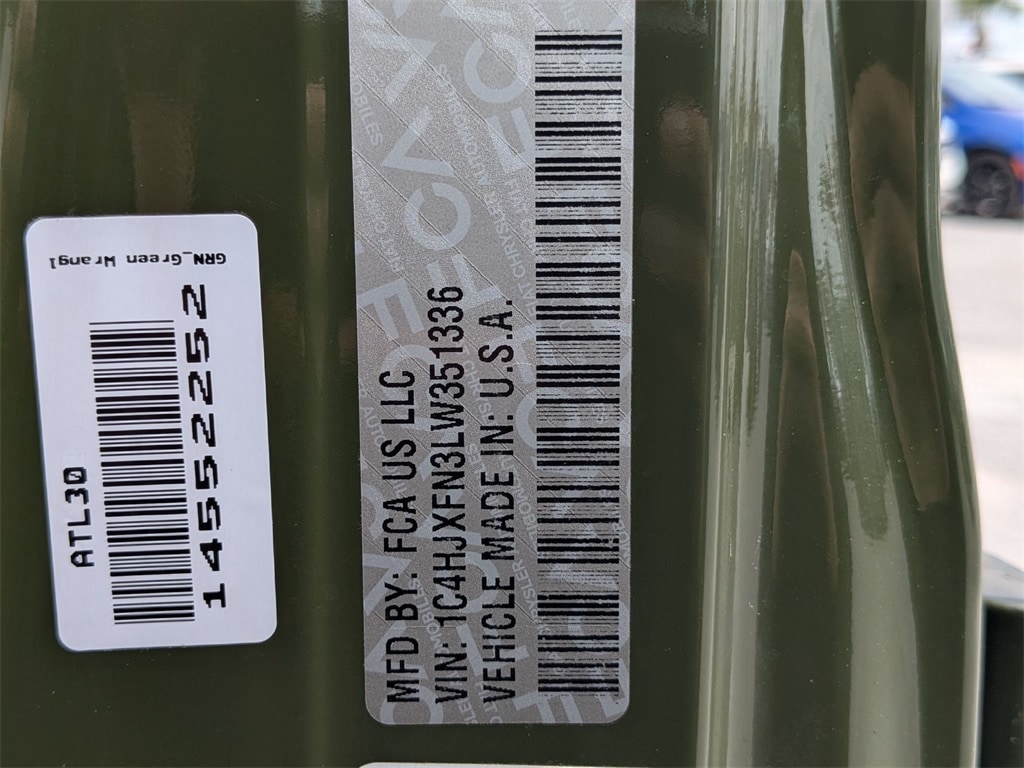 GRN_Green Wrangl
ATL30
14552252
MFD BY: FCA US LLC
VIN: 1C4HJXFN3LW351336
VEHICLE MADE IN: U.S.A.